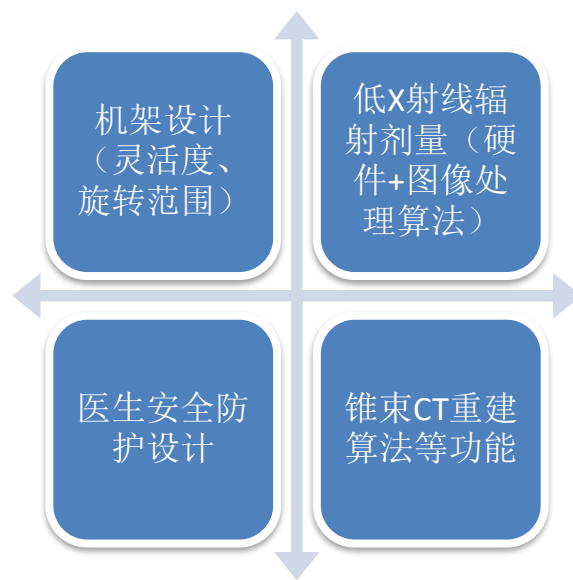 机架设计
（灵活度、
旋转范围）
低X射线辐
射剂量（硬
件+图像处
理算法）
医生安全防
护设计
锥束CT重建
算法等功能